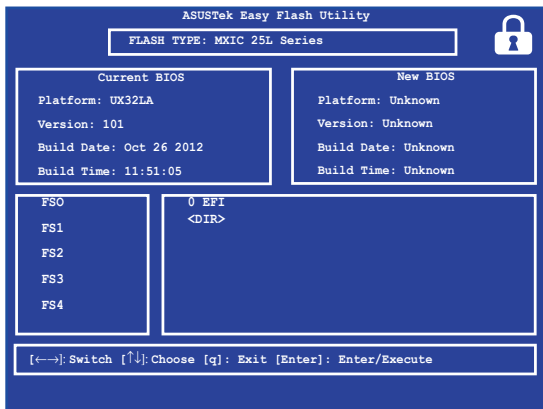 ASUSTek Easy Flash Utility
FLASH TYPE: MXIC 25L Series
Current BIOS
Platform: UX32LA
Version: 101
Build Date: Oct 26 2012
Build Time: 11:51:05
New BIOS
Platform: Unknown
Version: Unknown
Build Date: Unknown
Build Time: Unknown
FSO
FS1
FS2
FS3
FS4
0 EFI
<DIR>
[←→]: Switch [↑↓]: Choose [q]: Exit [Enter]: Enter/Execute